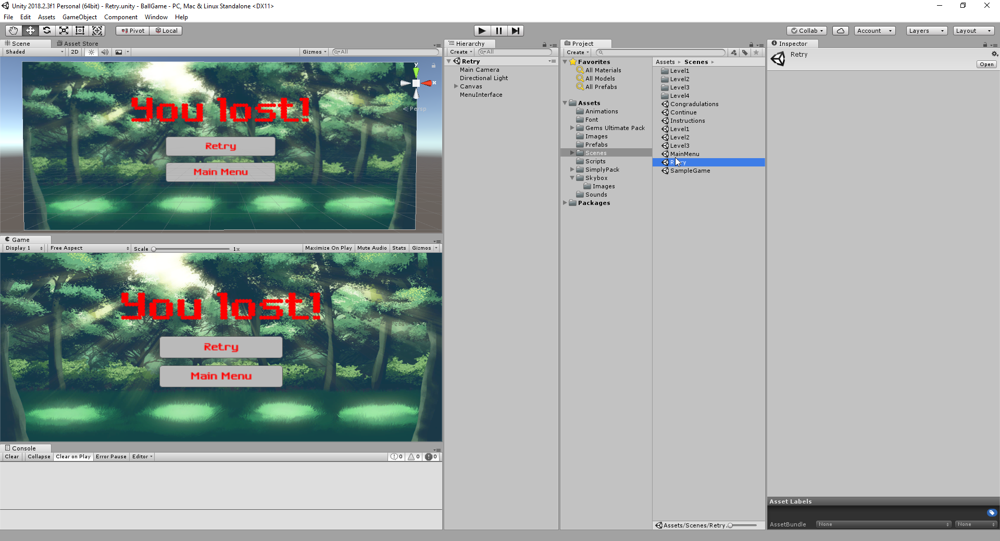 Unity 2018.2.3f1 Personal (64bit) - Retry.unity - BallGame - PC, Mac & Linux Standalone <DX11>
File Edit Assets GameObject Component Window Help
Pivot Local Collab Account Layers Layout
Scene Asset Store
Shaded 2D Gizmos All
y
x
Persp
You lost!
Retry
Main Menu
Game
Display 1 Free Aspect Scale 1x Maximize On Play Mute Audio Stats Gizmos
You lost!
Retry
Main Menu
Console
Clear Collapse Clear on Play Error Pause Editor 0 0 0
Hierarchy
Create All
Retry
Main Camera
Directional Light
Canvas
MenuInterface
Project
Create
Favorites
All Materials
All Models
All Prefabs
Assets
Animations
Font
Gems Ultimate Pack
Images
Prefabs
Scenes
Scripts
SimplyPack
Skybox
Images
Sounds
Packages
Assets Scenes
Level1
Level2
Level3
Level4
Congradulations
Continue
Instructions
Level1
Level2
Level3
MainMenu
Retry
SampleGame
Assets/Scenes/Retry.
Inspector
Retry
Open
Asset Labels
AssetBundle None None